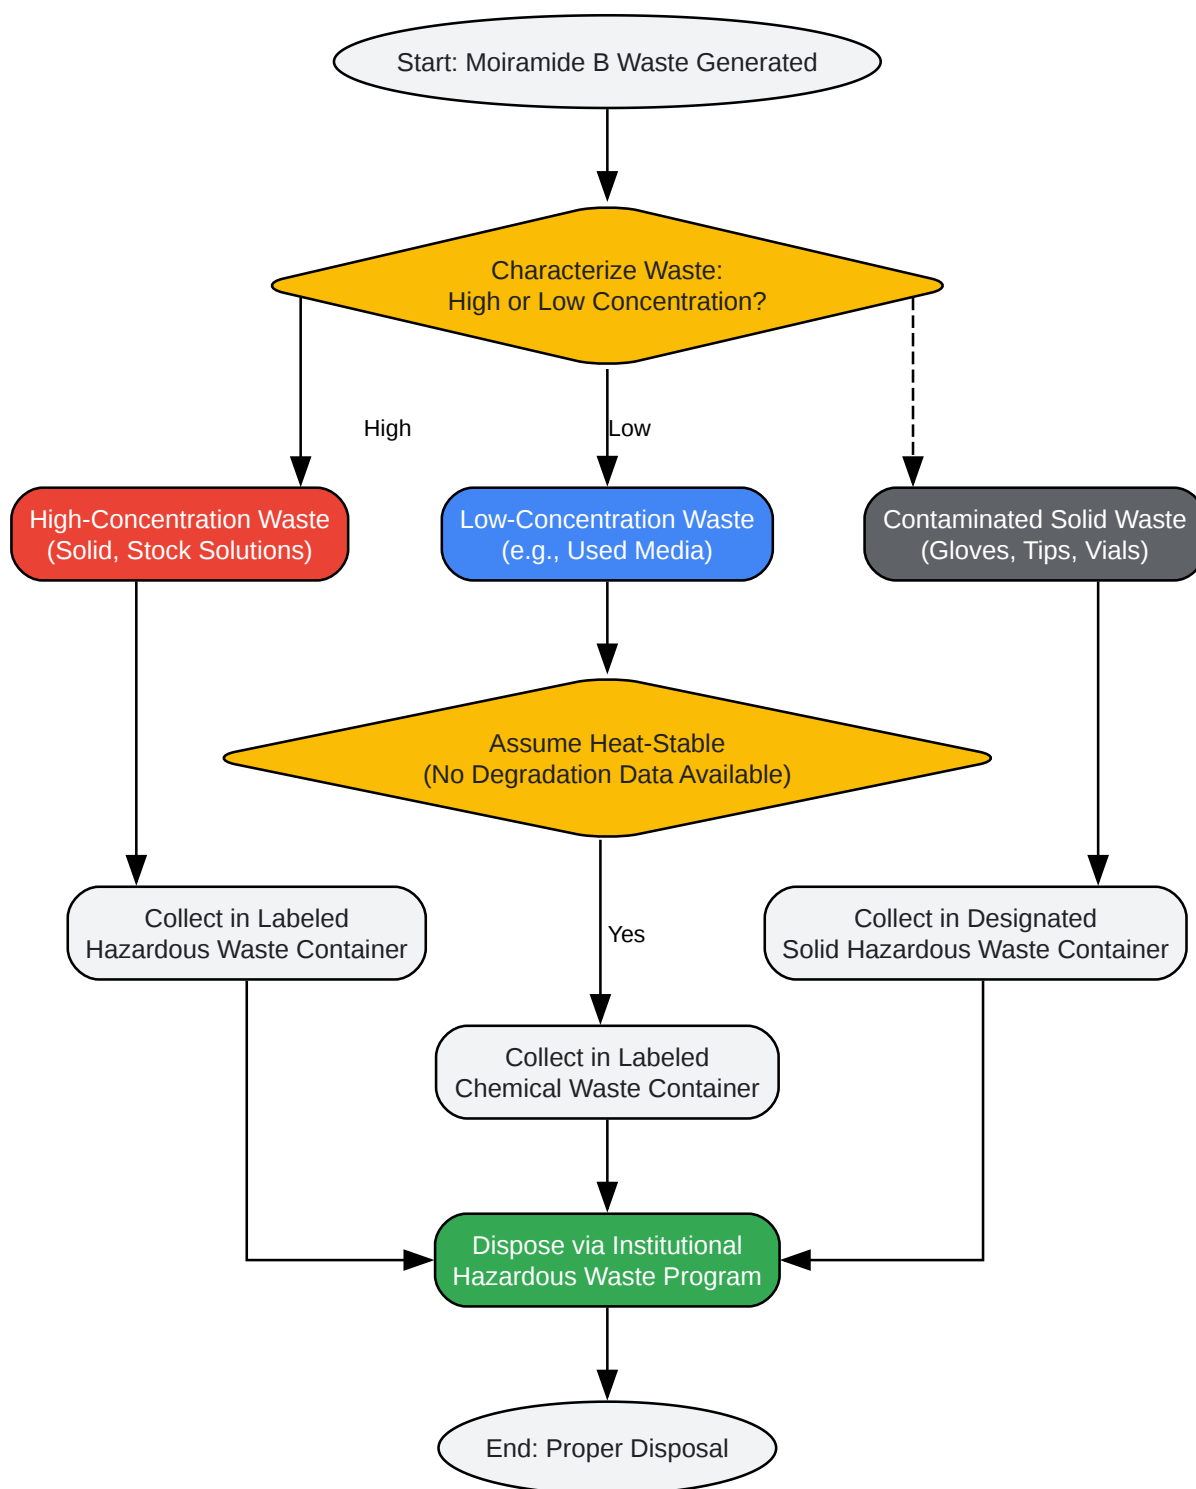 Start: Moiramide B Waste Generated
Characterize Waste:
High or Low Concentration?
High
Low
High-Concentration Waste
(Solid, Stock Solutions)
Low-Concentration Waste
(e.g., Used Media)
Contaminated Solid Waste
(Gloves, Tips, Vials)
Assume Heat-Stable
(No Degradation Data Available)
Collect in Labeled
Hazardous Waste Container
Yes
Collect in Designated
Solid Hazardous Waste Container
Collect in Labeled
Chemical Waste Container
Dispose via Institutional
Hazardous Waste Program
End: Proper Disposal